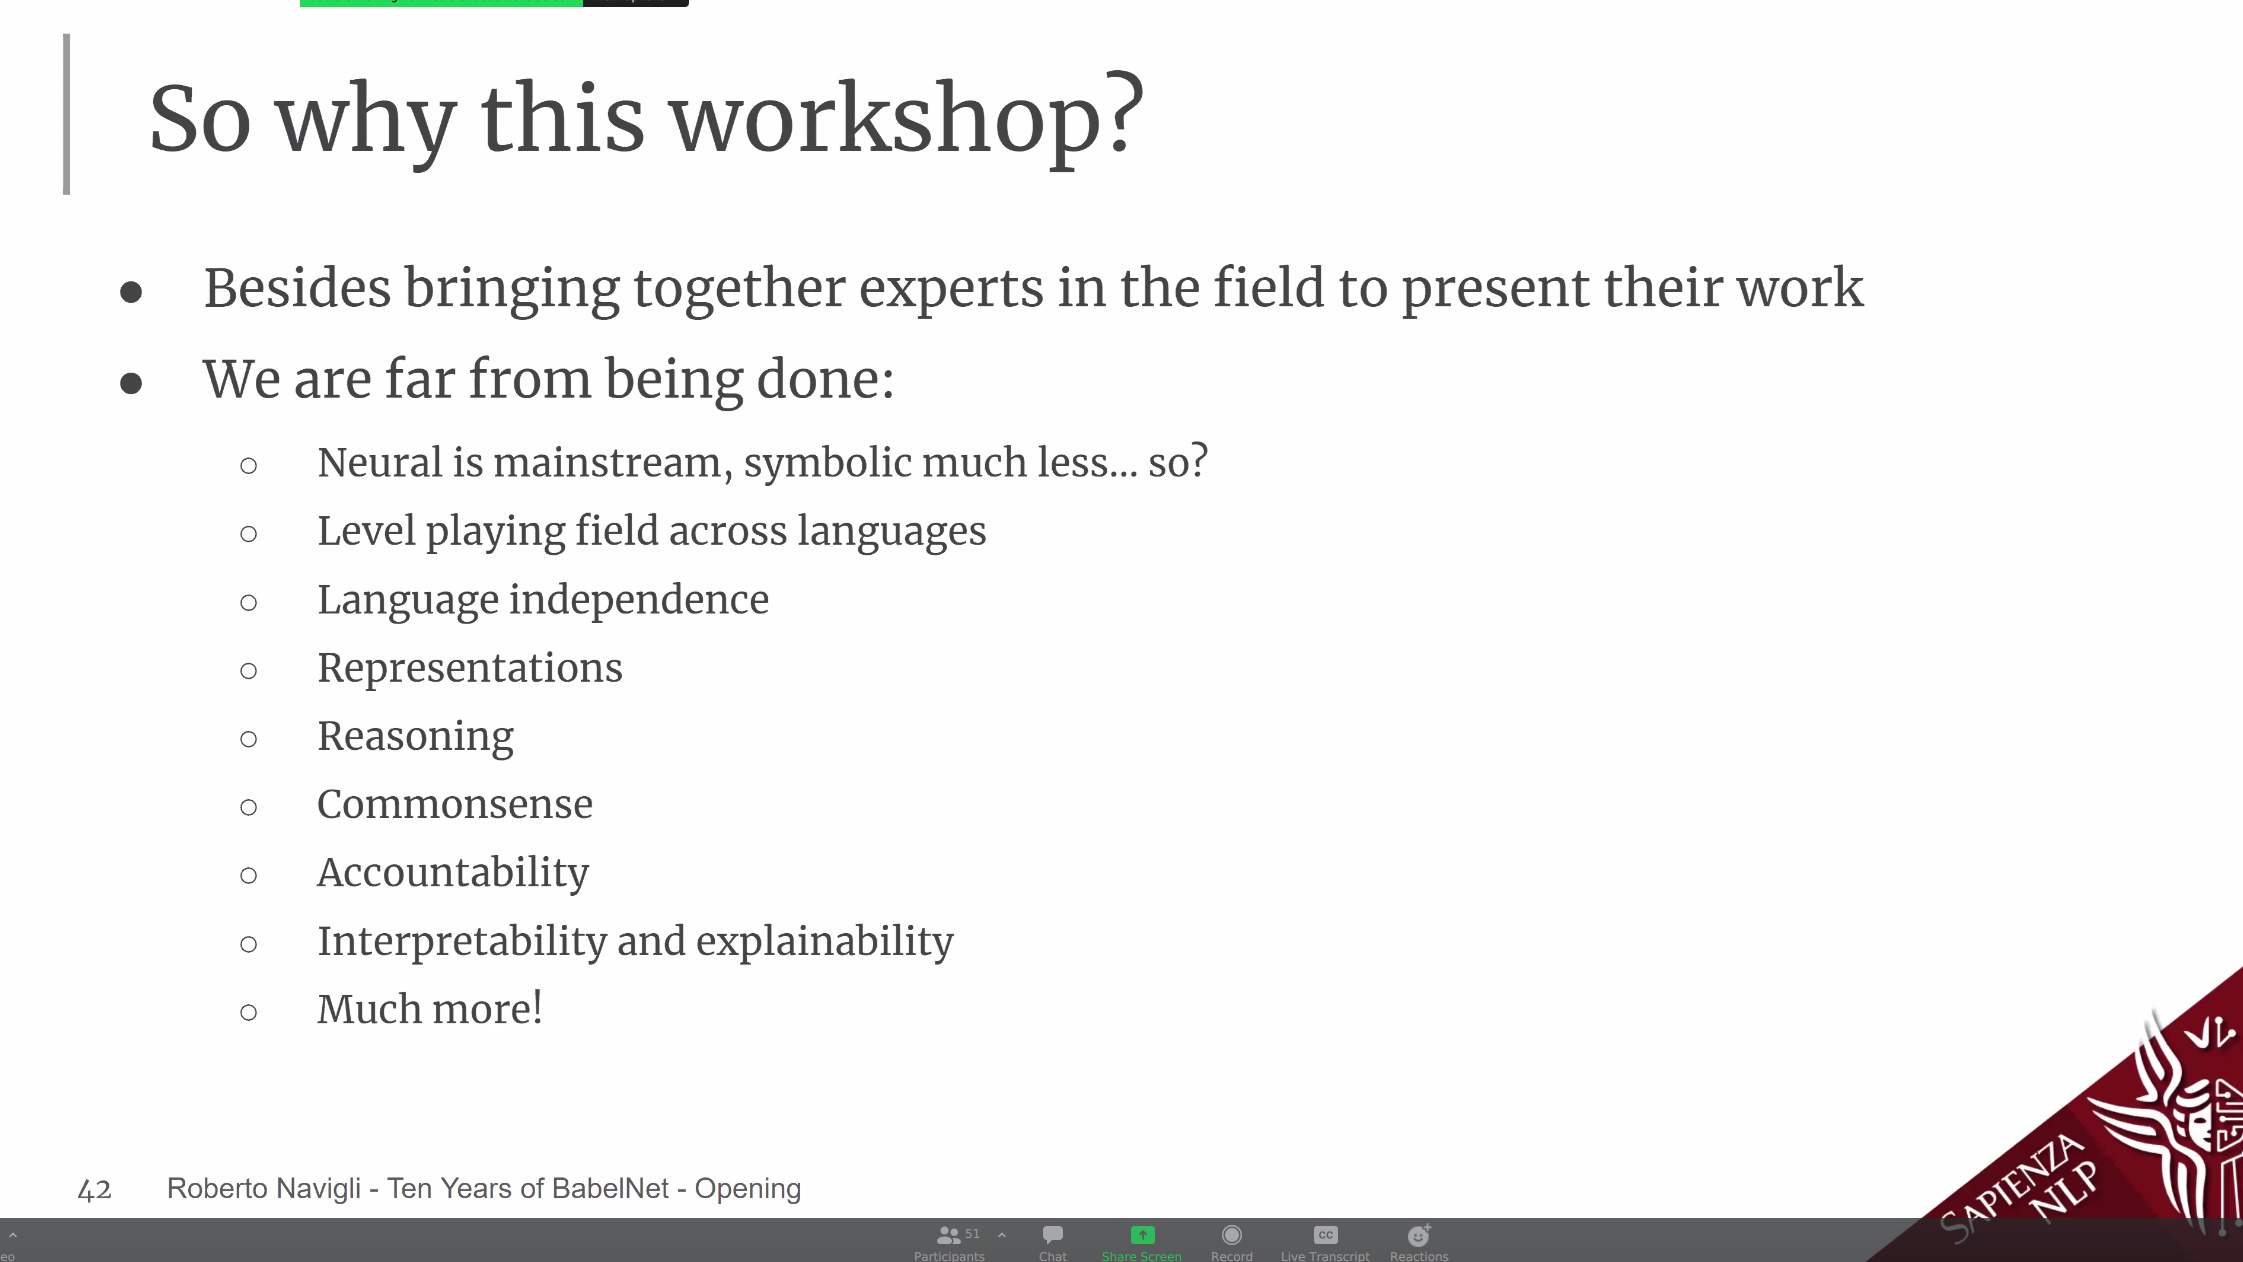 So why this workshop?
● Besides bringing together experts in the field to present their work
● We are far from being done:
○ Neural is mainstream, symbolic much less... so?
○ Level playing field across languages
○ Language independence
○ Representations
○ Reasoning
○ Commonsense
○ Accountability
○ Interpretability and explainability
○ Much more!
SAPIENZA
NLP
42 Roberto Navigli - Ten Years of BabelNet - Opening
51
eo Participants Chat Share Screen Record Live Transcript Reactions
CC